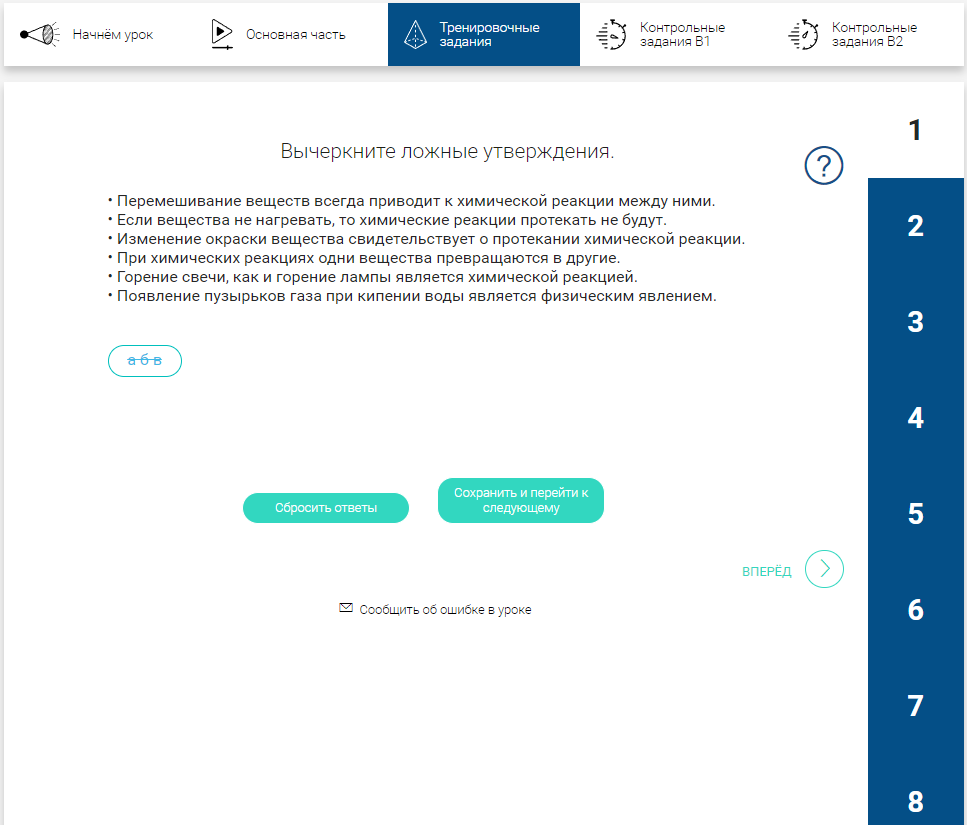 Начнём урок
Основная часть
Тренировочные
задания
Контрольные
задания В1
Контрольные
задания В2
1
Вычеркните ложные утверждения.
?
• Перемешивание веществ всегда приводит к химической реакции между ними.
• Если вещества не нагревать, то химические реакции протекать не будут.
• Изменение окраски вещества свидетельствует о протекании химической реакции.
• При химических реакциях одни вещества превращаются в другие.
• Горение свечи, как и горение лампы является химической реакцией.
• Появление пузырьков газа при кипении воды является физическим явлением.
а б в
Сбросить ответы
Сохранить и перейти к
следующему
ВПЕРЁД
Сообщить об ошибке в уроке
2
3
4
5
6
7
8